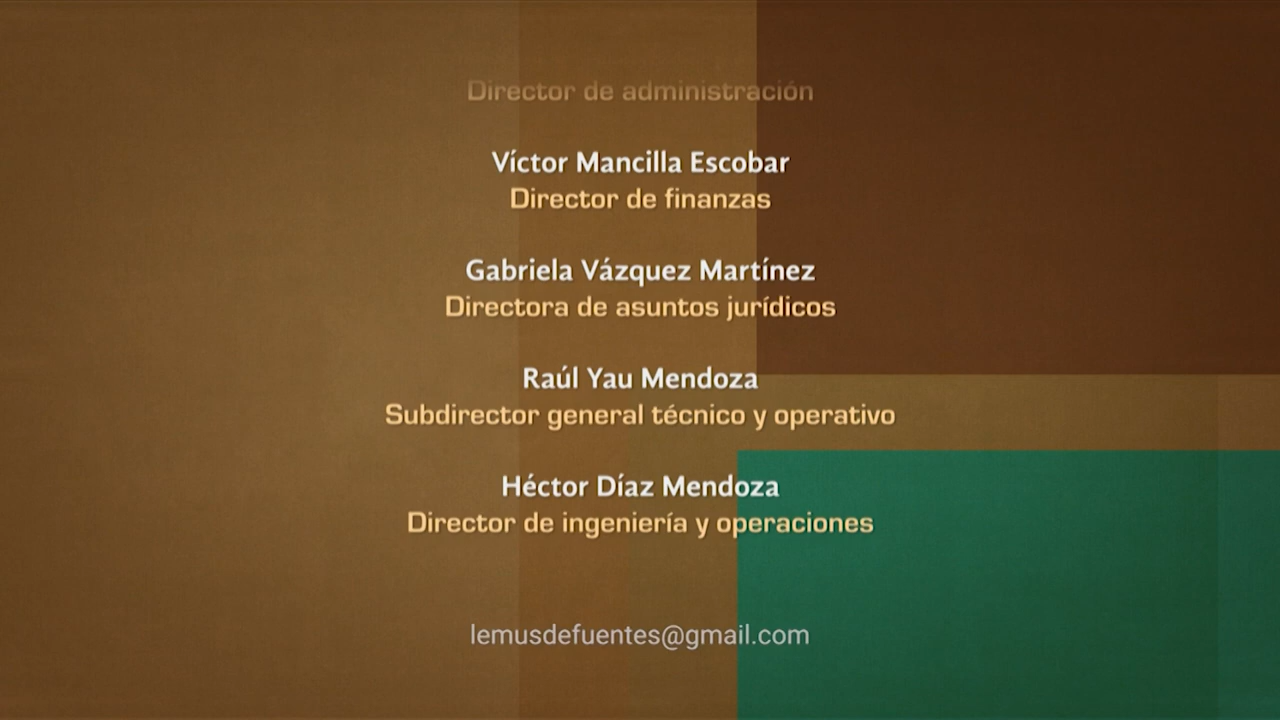 Director de administración
Víctor Mancilla Escobar
Director de finanzas
Gabriela Vázquez Martínez
Directora de asuntos jurídicos
Raúl Yau Mendoza
Subdirector general técnico y operativo
Héctor Díaz Mendoza
Director de ingeniería y operaciones
lemusdefuentes@gmail.com